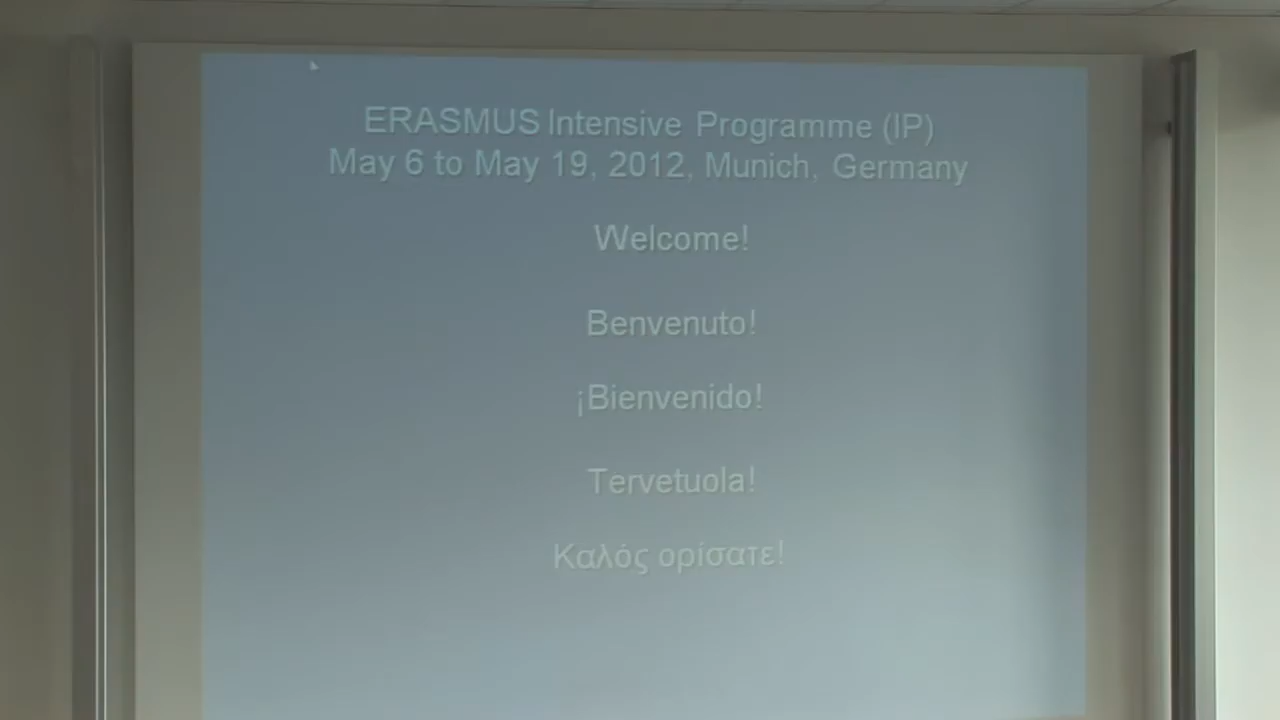 ERASMUS Intensive Programme (IP)
May 6 to May 19, 2012, Munich, Germany
Welcome!
Benvenuto!
¡Bienvenido!
Tervetuola!
Καλός ορίσατε!